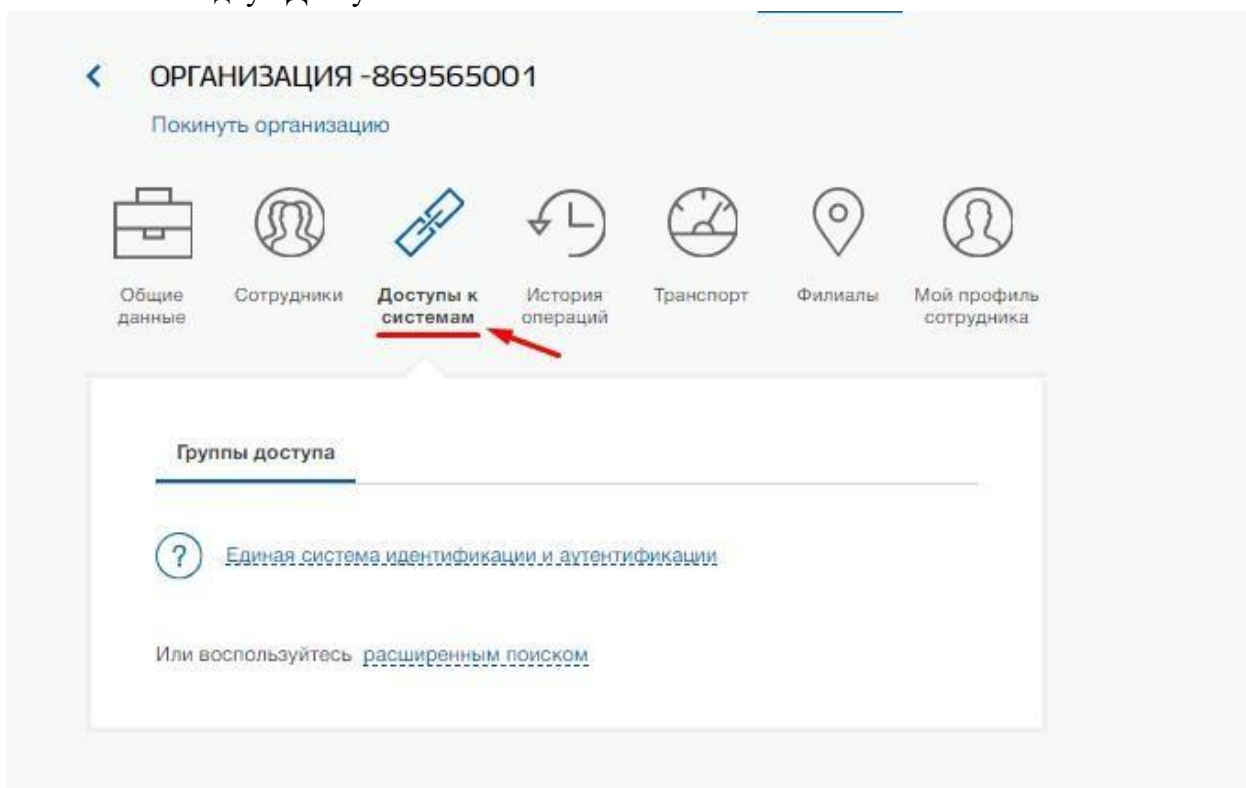 ОРГАНИЗАЦИЯ -869565001
Покинуть организацию
Общие данные
Сотрудники
Доступы к системам
История операций
Транспорт
Филиалы
Мой профиль сотрудника
Группы доступа
? Единая система идентификации и аутентификации
Или воспользуйтесь расширенным поиском